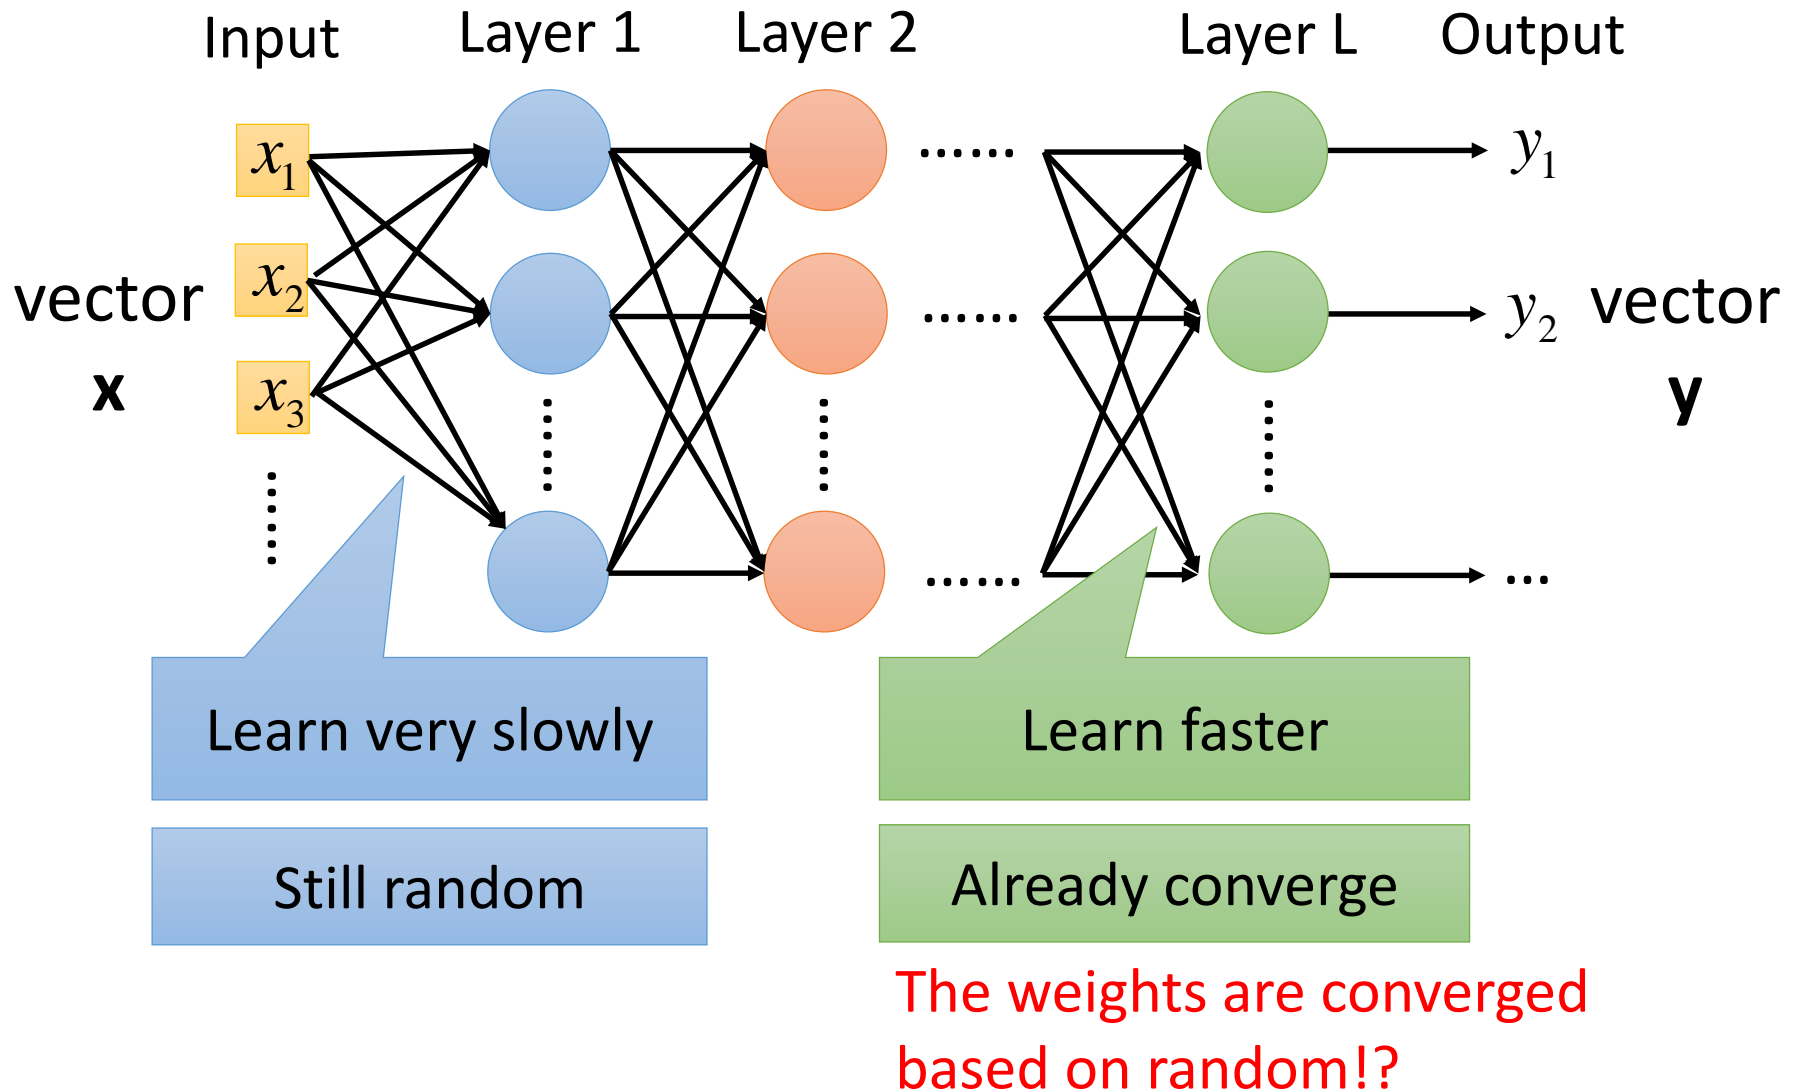 Input Layer 1 Layer 2 Layer L Output
x1 …… y1
x2
vector …… y2 vector
x x3 y
…… ...
Learn very slowly Learn faster
Still random Already converge
The weights are converged
based on random!?